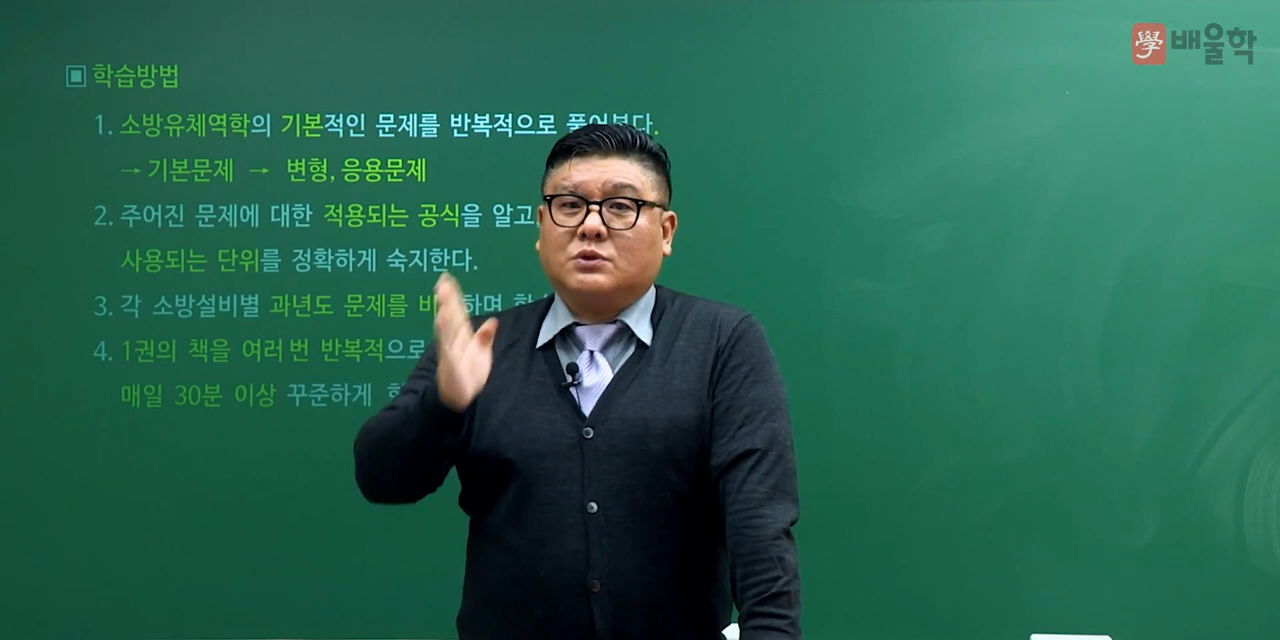 學 배울학
학습방법
1. 소방유체역학의 기본적인 문제를 반복적으로
→ 기본문제 → 변형, 응용문제
2. 주어진 문제에 대한 적용되는 공식을 알고
사용되는 단위를 정확하게 숙지한다.
3. 각 소방설비별 과년도 문제를
4. 1권의 책을 여러번 반복적으로
매일 30분 이상 꾸준하게